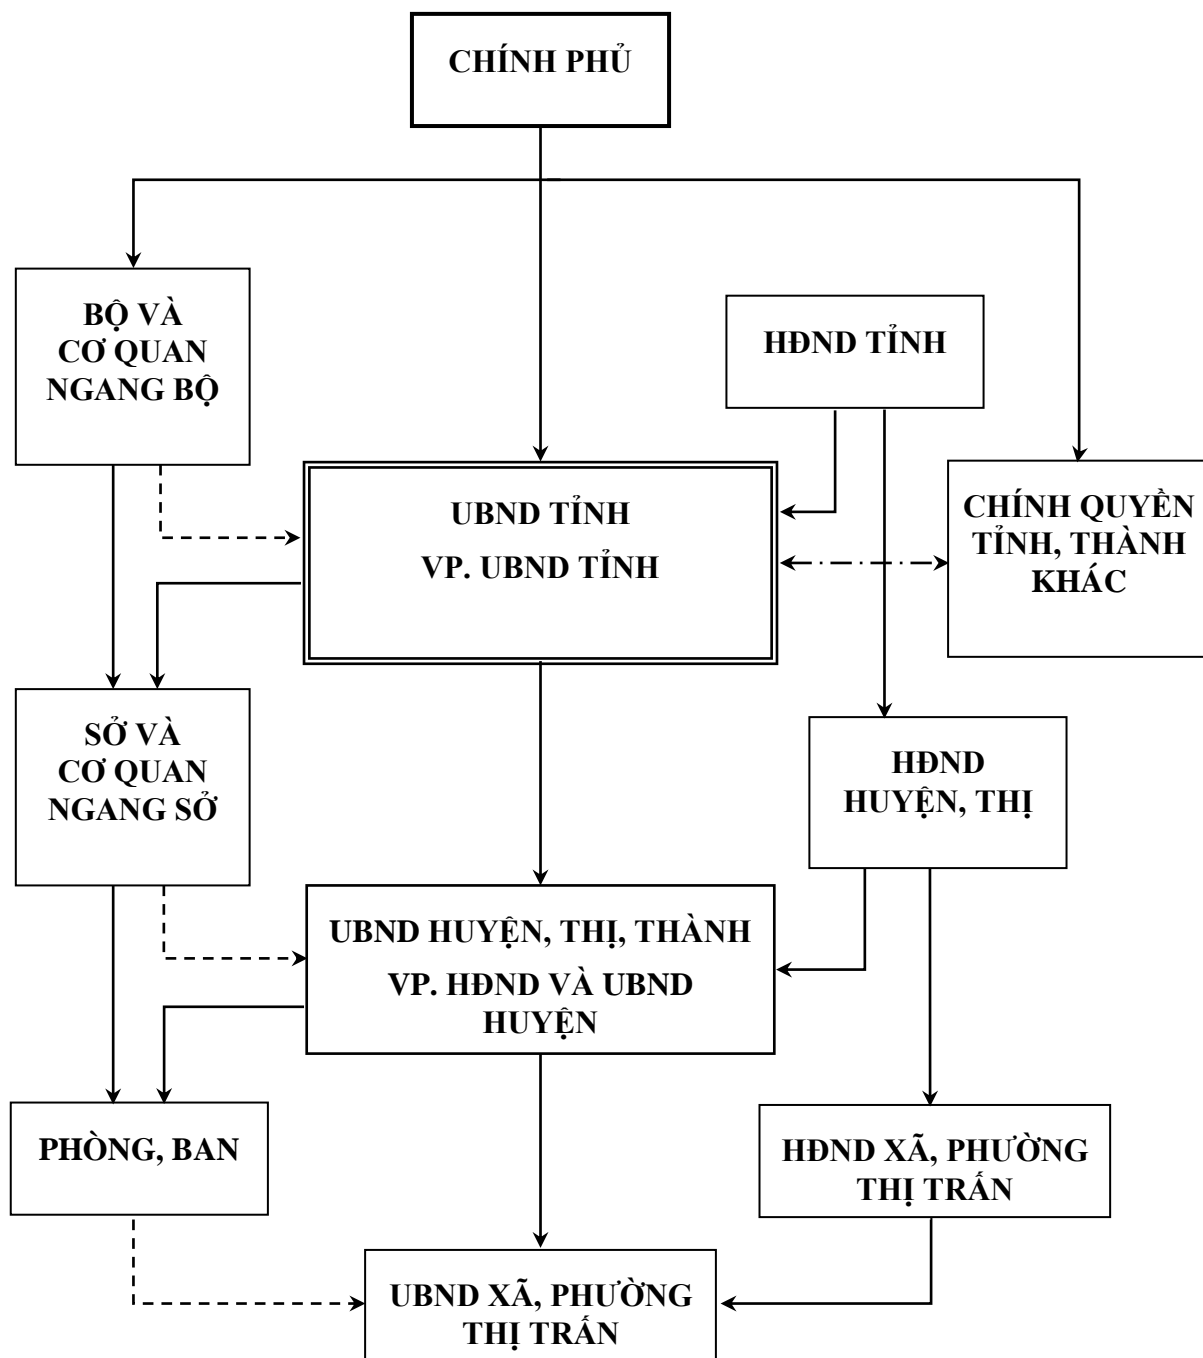 CHÍNH PHỦ
BỘ VÀ
CƠ QUAN
NGANG BỘ
HĐND TỈNH
UBND TỈNH
VP. UBND TỈNH
CHÍNH QUYỀN
TỈNH, THÀNH
KHÁC
SỞ VÀ
CƠ QUAN
NGANG SỞ
HĐND
HUYỆN, THỊ
UBND HUYỆN, THỊ, THÀNH
VP. HĐND VÀ UBND
HUYỆN
PHÒNG, BAN
HĐND XÃ, PHƯỜNG
THỊ TRẤN
UBND XÃ, PHƯỜNG
THỊ TRẤN